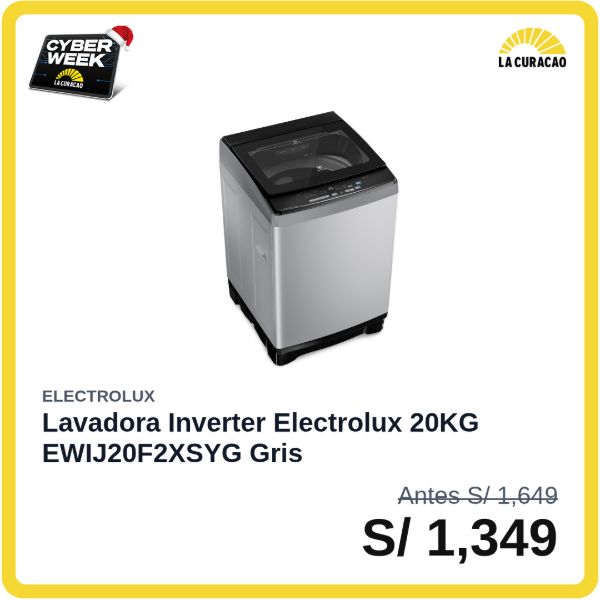 CYBER
WEEK
LA CURACAO
LA CURACAO
ELECTROLUX
Lavadora Inverter Electrolux 20KG
EWIJ20F2XSYG Gris
Antes S/ 1,649
S/ 1,349